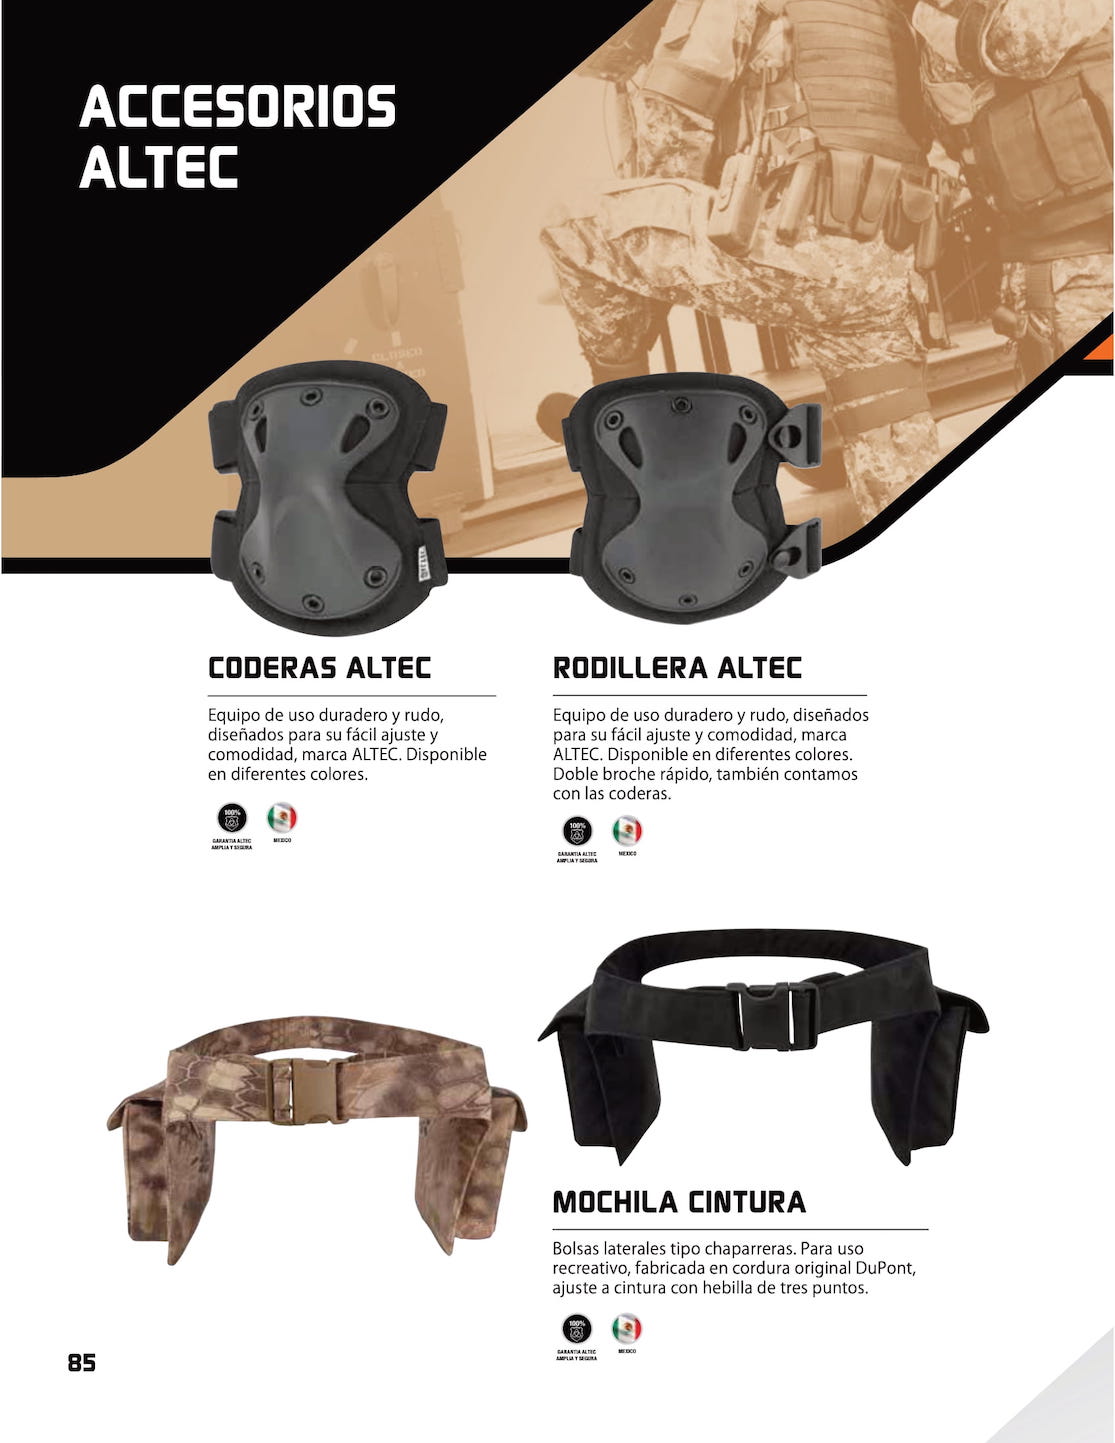 ACCESORIOS
ALTEC
CLOSED
ALTEC
CODERAS ALTEC
Equipo de uso duradero y rudo,
diseñados para su fácil ajuste y
comodidad, marca ALTEC. Disponible
en diferentes colores.
100%
GARANTIA ALTEC
AMPLIA Y SEGURA
MEXICO
RODILLERA ALTEC
Equipo de uso duradero y rudo, diseñados
para su fácil ajuste y comodidad, marca
ALTEC. Disponible en diferentes colores.
Doble broche rápido, también contamos
con las coderas.
100%
GARANTIA ALTEC
AMPLIA Y SEGURA
MEXICO
MOCHILA CINTURA
Bolsas laterales tipo chaparreras. Para uso
recreativo, fabricada en cordura original DuPont,
ajuste a cintura con hebilla de tres puntos.
100%
GARANTIA ALTEC
AMPLIA Y SEGURA
MEXICO
85